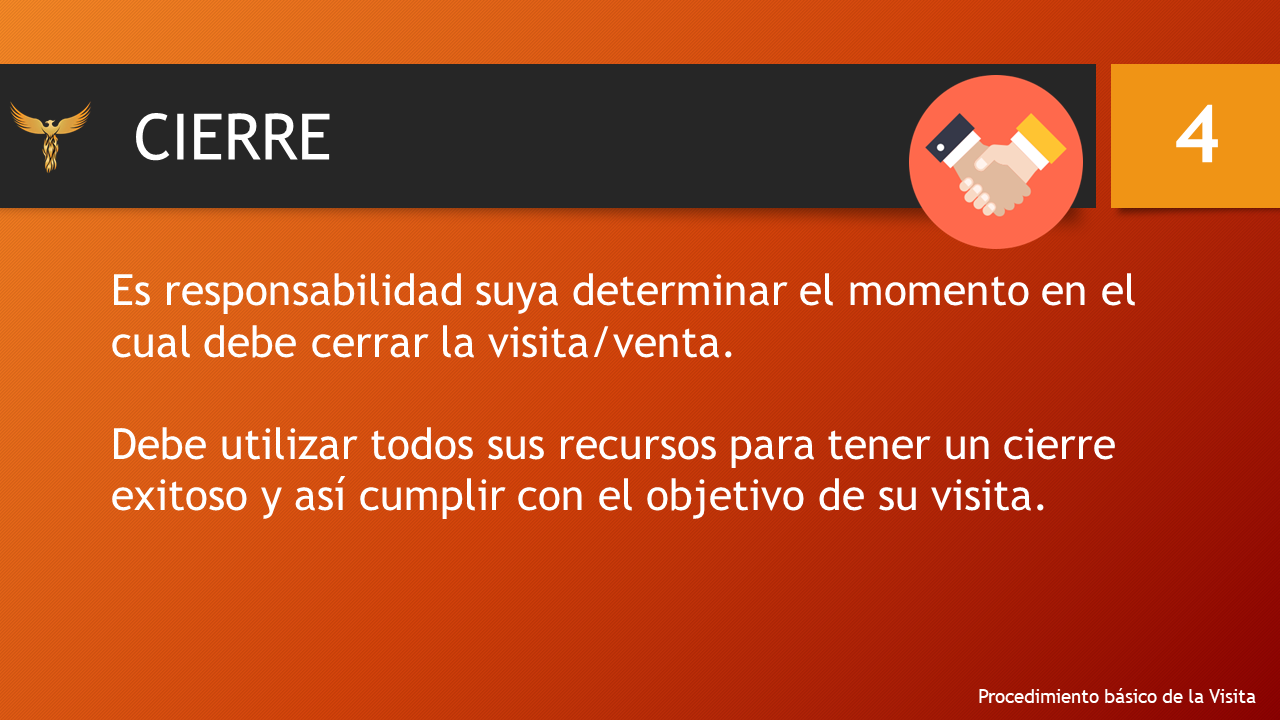 CIERRE
4
Es responsabilidad suya determinar el momento en el
cual debe cerrar la visita/venta.
Debe utilizar todos sus recursos para tener un cierre
exitoso y así cumplir con el objetivo de su visita.
Procedimiento básico de la Visita